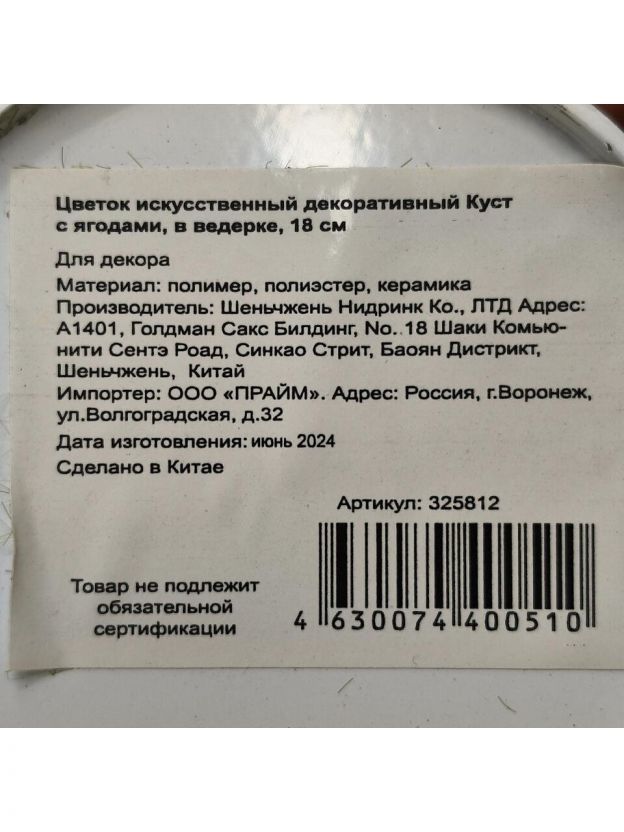 Цветок искусственный декоративный Куст
с ягодами, в ведерке, 18 см
Для декора
Материал: полимер, полиэстер, керамика
Производитель: Шеньчжень Нидринк Ко., ЛТД Адрес:
А1401, Голдман Сакс Билдинг, No. 18 Шаки Комью-
нити Сентэ Роад, Синкао Стрит, Баоян Дистрикт,
Шеньчжень, Китай
Импортер: ООО «ПРАЙМ». Адрес: Россия, г.Воронеж,
ул.Волгоградская, д.32
Дата изготовления: июнь 2024
Сделано в Китае
Артикул: 325812
Товар не подлежит
обязательной
сертификации
4 630074 400510